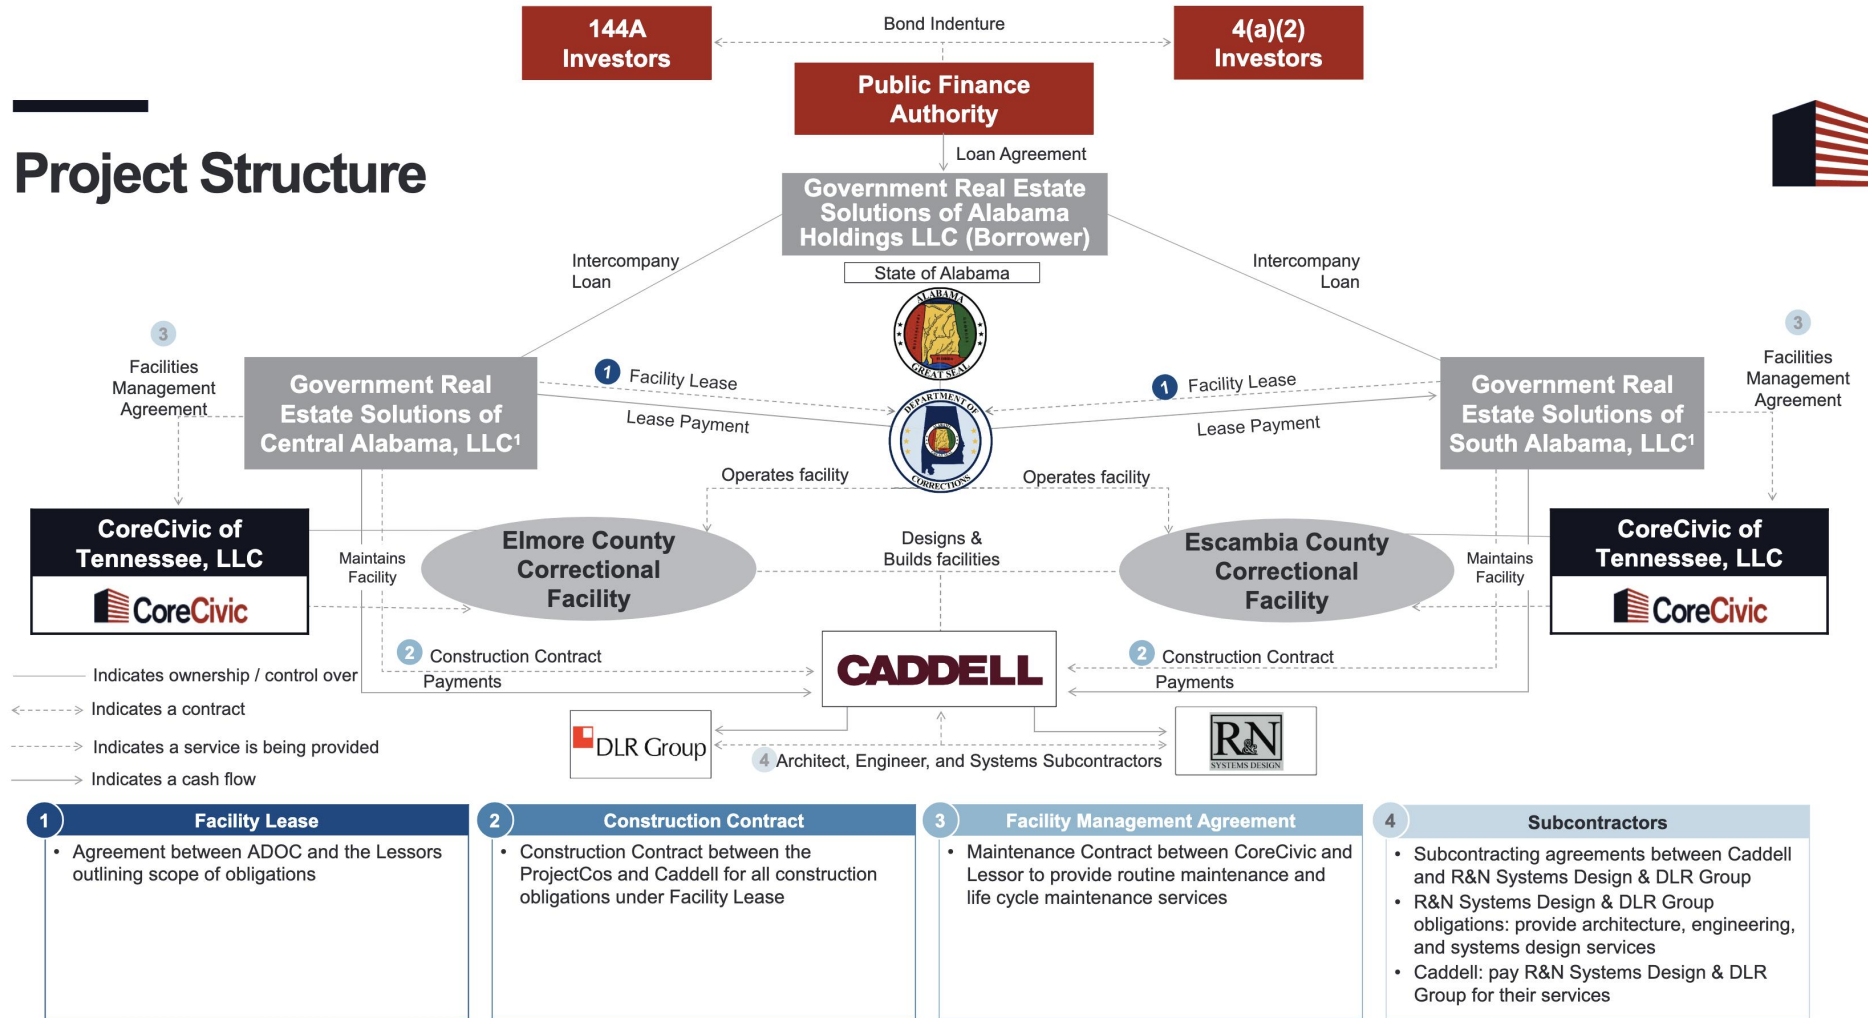 144A
Investors
Bond Indenture
4(a)(2)
Investors
Public Finance
Authority
Loan Agreement
Project Structure
Government Real Estate
Solutions of Alabama
Holdings LLC (Borrower)
Intercompany
Loan
State of Alabama
Intercompany
Loan
ALABAMA
GREAT SEAL
3
Facilities
Management
Agreement
Government Real
Estate Solutions of
Central Alabama, LLC¹
1 Facility Lease
Lease Payment
DEPARTMENT OF
CORRECTIONS
1 Facility Lease
Lease Payment
Government Real
Estate Solutions of
South Alabama, LLC¹
3
Facilities
Management
Agreement
Operates facility
Operates facility
CoreCivic of
Tennessee, LLC
CoreCivic
Maintains
Facility
Elmore County
Correctional
Facility
Designs &
Builds facilities
Escambia County
Correctional
Facility
Maintains
Facility
CoreCivic of
Tennessee, LLC
CoreCivic
2 Construction Contract
Payments
CADDELL
2 Construction Contract
Payments
Indicates ownership / control over
Indicates a contract
Indicates a service is being provided
Indicates a cash flow
DLR Group
4 Architect, Engineer, and Systems Subcontractors
R&N
SYSTEMS DESIGN
1 Facility Lease
• Agreement between ADOC and the Lessors
outlining scope of obligations
2 Construction Contract
• Construction Contract between the
ProjectCos and Caddell for all construction
obligations under Facility Lease
3 Facility Management Agreement
• Maintenance Contract between CoreCivic and
Lessor to provide routine maintenance and
life cycle maintenance services
4 Subcontractors
• Subcontracting agreements between Caddell
and R&N Systems Design & DLR Group
• R&N Systems Design & DLR Group
obligations: provide architecture, engineering,
and systems design services
• Caddell: pay R&N Systems Design & DLR
Group for their services